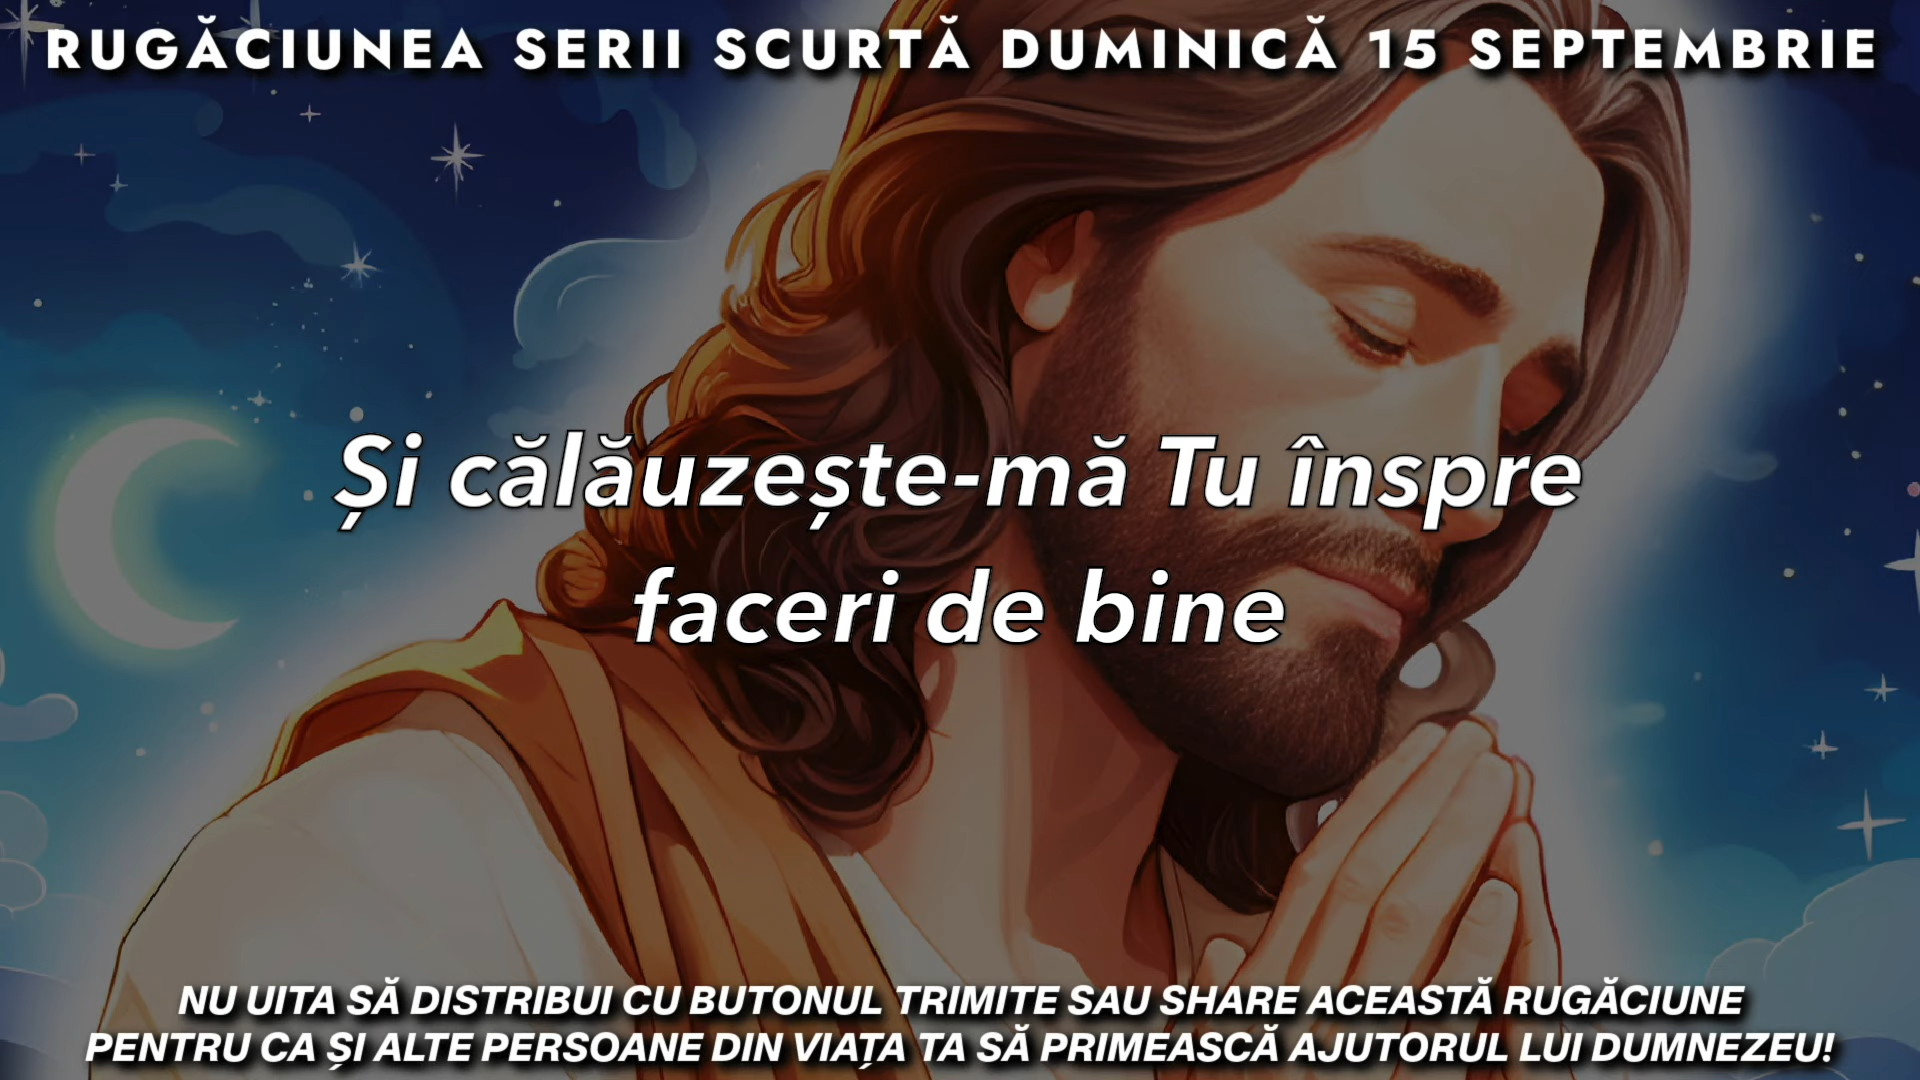 RUGĂCIUNEA SERII SCURTĂ DUMINICĂ 15 SEPTEMBRIE
Și călăuzește-mă Tu înspre
faceri de bine
NU UITA SĂ DISTRIBUI CU BUTONUL TRIMITE SAU SHARE ACEASTĂ RUGĂCIUNE
PENTRU CA ȘI ALTE PERSOANE DIN VIAȚA TA SĂ PRIMEASCĂ AJUTORUL LUI DUMNEZEU!